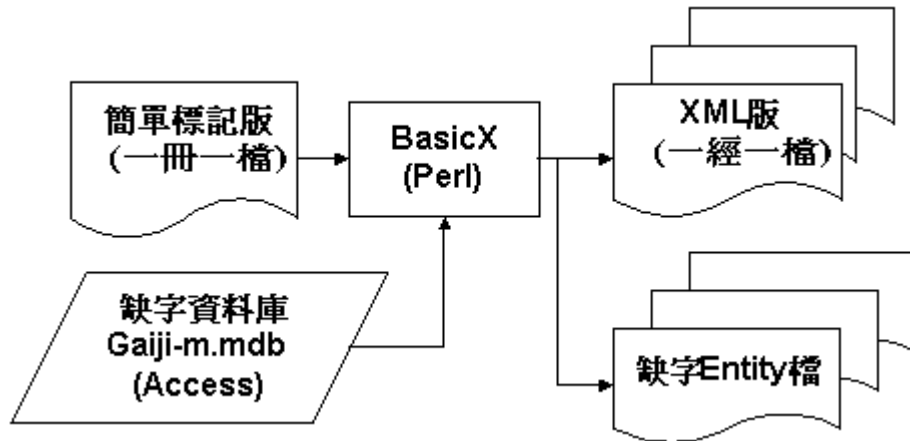 簡單標記版
(一冊一檔)
BasicX
(Perl)
XML版
(一經一檔)
缺字資料庫
Gaiji-m.mdb
(Access)
缺字Entity檔